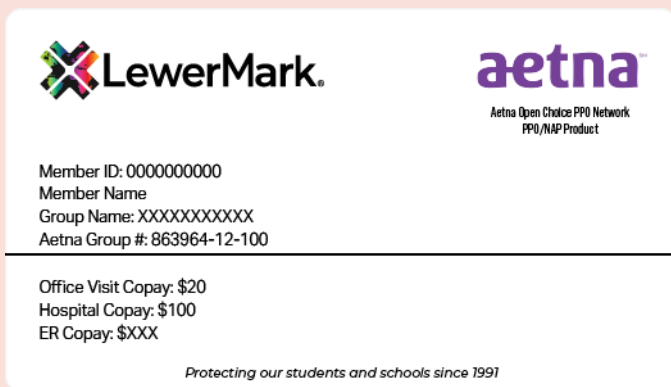 LewerMark®
aetna℠
Aetna Open Choice PPO Network
PPO/NAP Product
Member ID: 0000000000
Member Name
Group Name: XXXXXXXXXXX
Aetna Group #: 863964-12-100
Office Visit Copay: $20
Hospital Copay: $100
ER Copay: $XXX
Protecting our students and schools since 1991